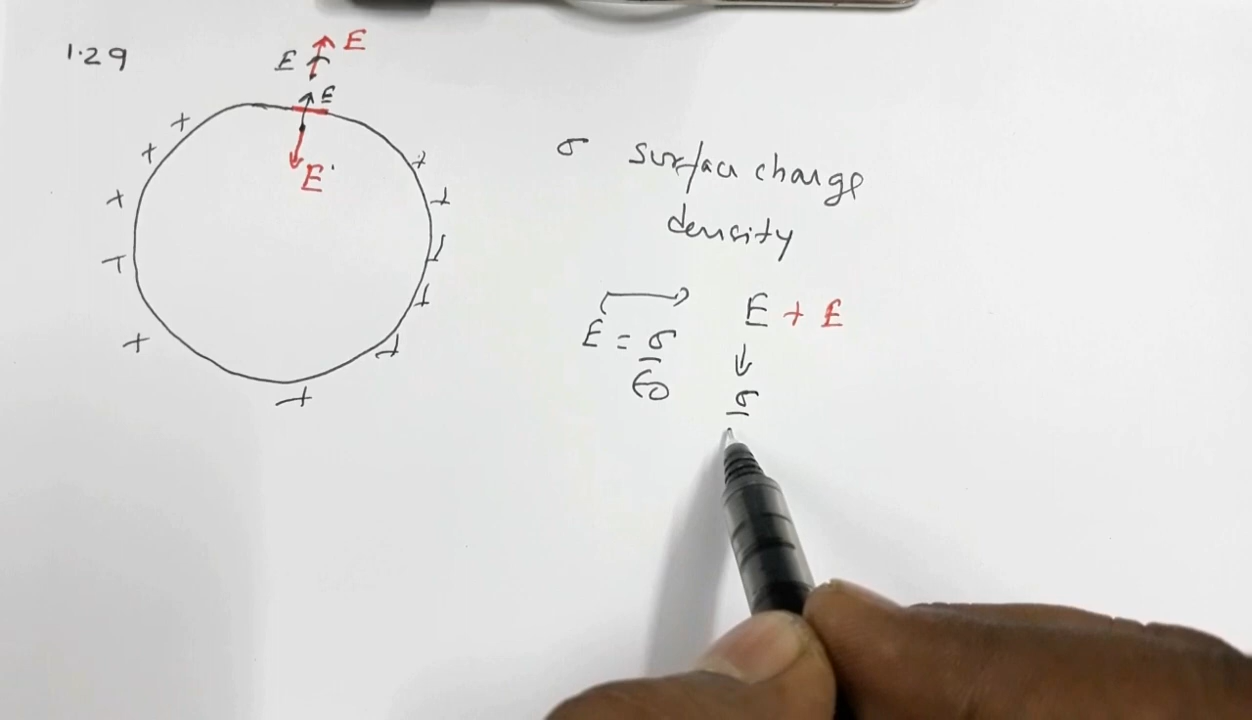 1.29
E E
E
E
σ surface charge
density
E + E
E = σ
ϵ0
σ